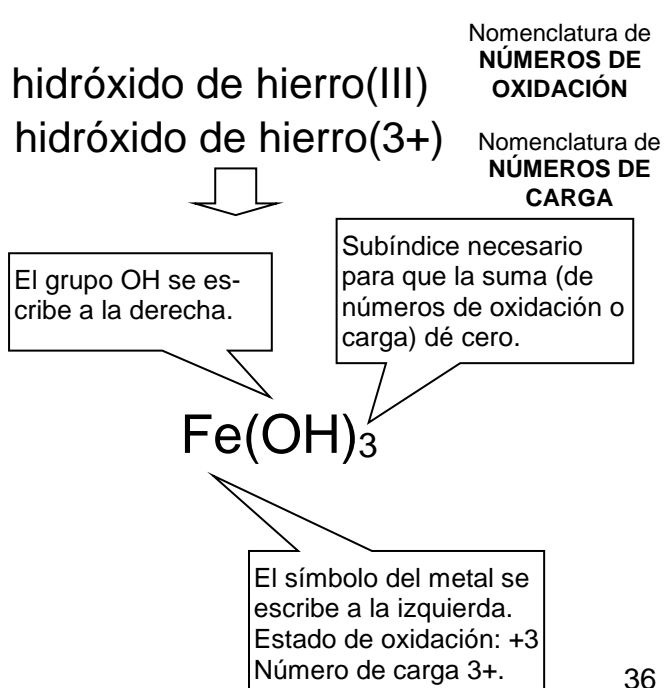 Nomenclatura de
NÚMEROS DE
OXIDACIÓN
hidróxido de hierro(III)
hidróxido de hierro(3+)
Nomenclatura de
NÚMEROS DE
CARGA
El grupo OH se es-
cribe a la derecha.
Subíndice necesario
para que la suma (de
números de oxidación o
carga) dé cero.
Fe(OH)₃
El símbolo del metal se
escribe a la izquierda.
Estado de oxidación: +3
Número de carga 3+.
36